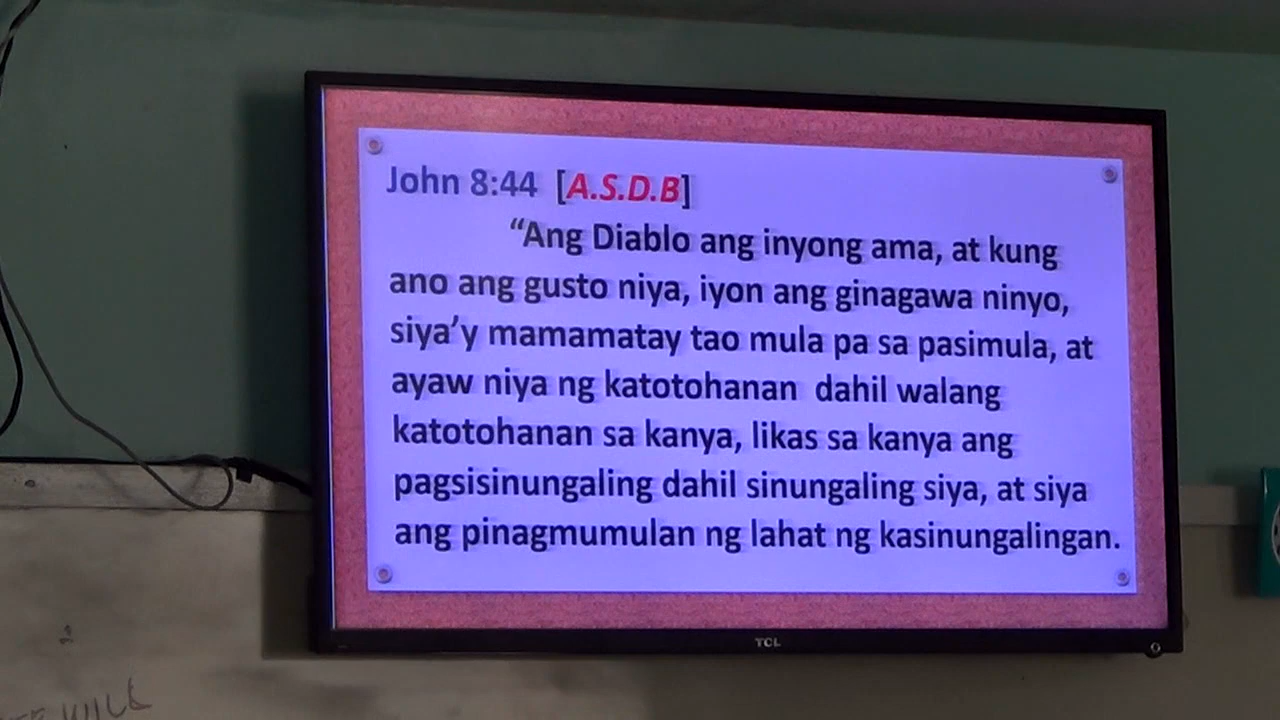 John 8:44 [A.S.D.B]
“Ang Diablo ang inyong ama, at kung
ano ang gusto niya, iyon ang ginagawa ninyo,
siya’y mamamatay tao mula pa sa pasimula, at
ayaw niya ng katotohanan dahil walang
katotohanan sa kanya, likas sa kanya ang
pagsisinungaling dahil sinungaling siya, at siya
ang pinagmumulan ng lahat ng kasinungalingan.
TCL
WILL